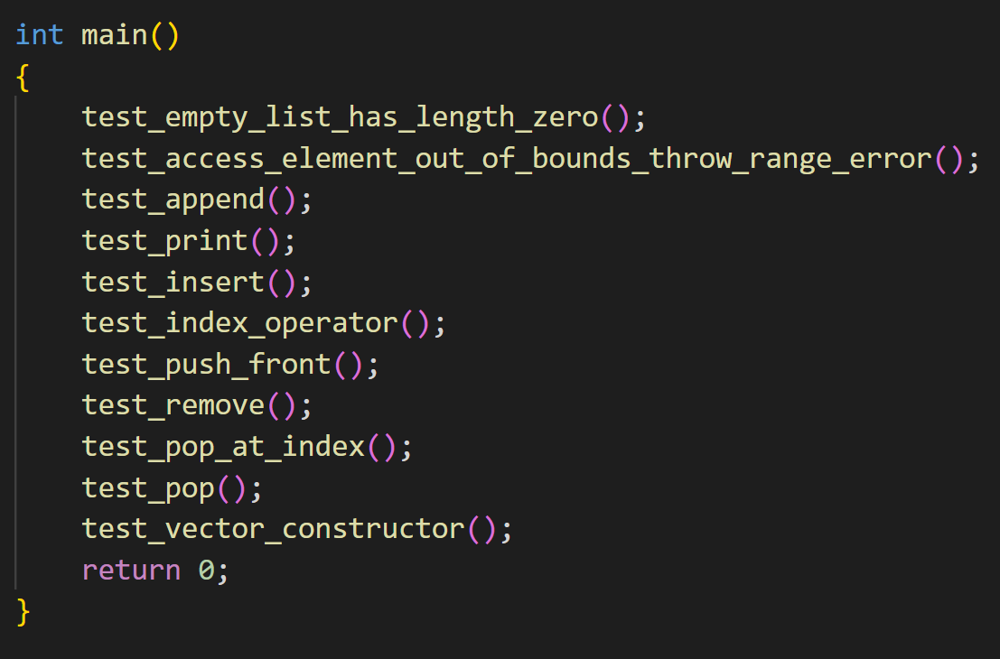 int main()
{
    test_empty_list_has_length_zero();
    test_access_element_out_of_bounds_throw_range_error();
    test_append();
    test_print();
    test_insert();
    test_index_operator();
    test_push_front();
    test_remove();
    test_pop_at_index();
    test_pop();
    test_vector_constructor();
    return 0;
}